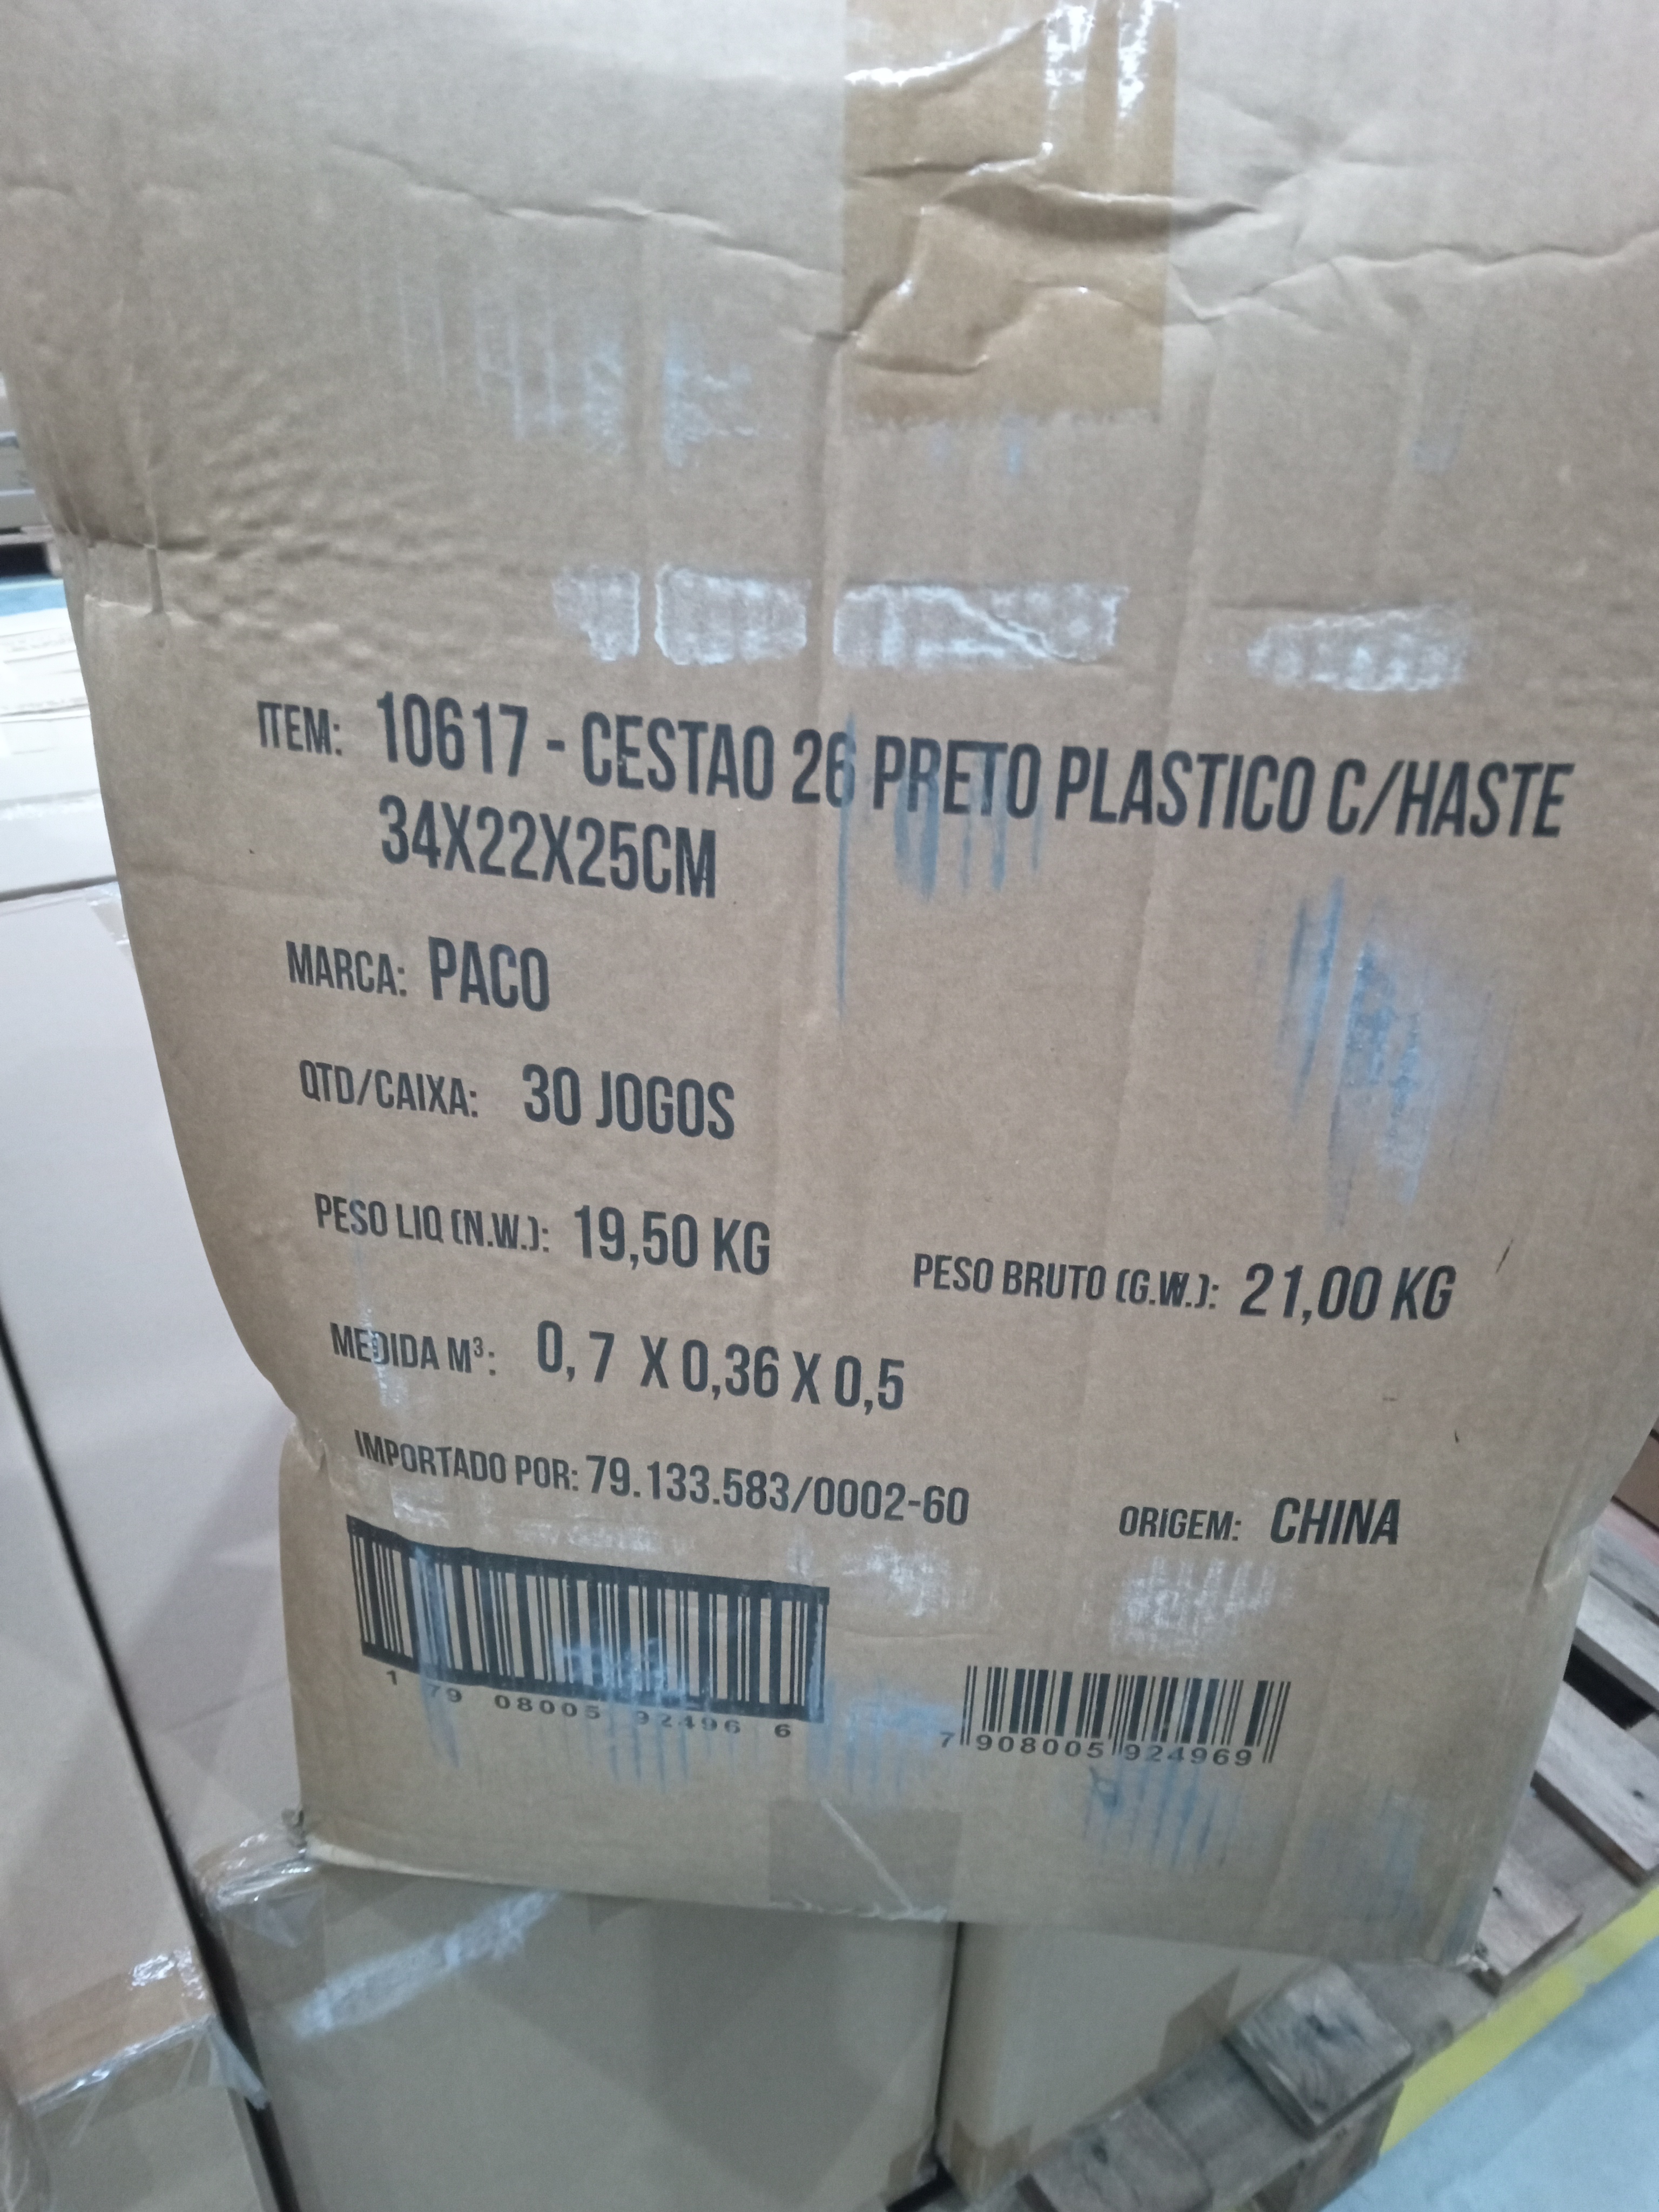 ITEM: 10617 - CESTAO 26 PRETO PLASTICO C/HASTE
34X22X25CM
MARCA: PACO
QTD/CAIXA: 30 JOGOS
PESO LIQ (N.W.): 19,50 KG PESO BRUTO (G.W.): 21,00 KG
MEDIDA M³: 0,7 X 0,36 X 0,5
IMPORTADO POR: 79.133.583/0002-60 ORIGEM: CHINA
1 79 08005 92496 6
7 908005 924969